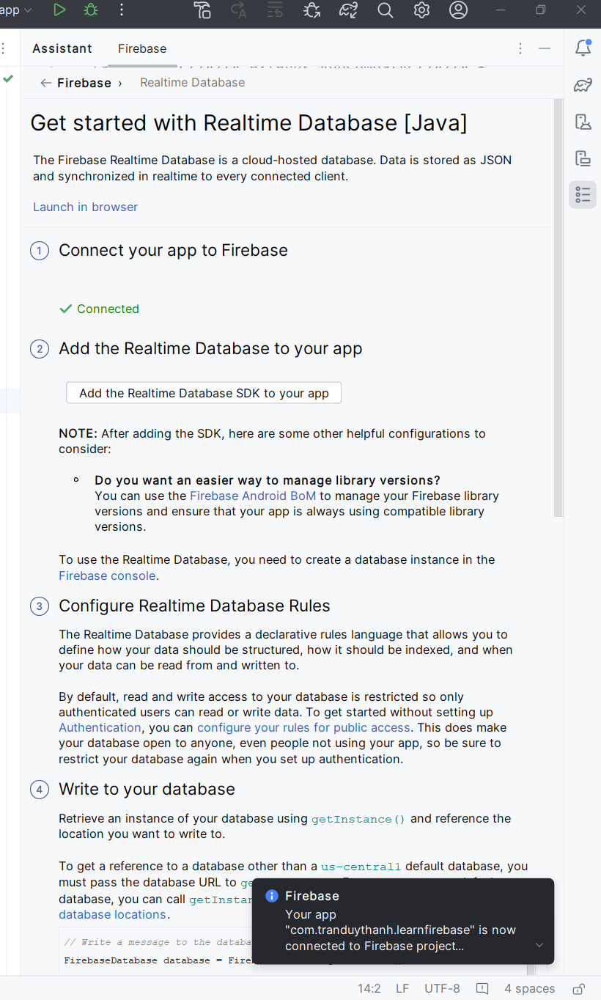 app
Assistant
Firebase
Firebase
Realtime Database
Get started with Realtime Database [Java]
The Firebase Realtime Database is a cloud-hosted database. Data is stored as JSON
and synchronized in realtime to every connected client.
Launch in browser
1 Connect your app to Firebase
Connected
2 Add the Realtime Database to your app
Add the Realtime Database SDK to your app
NOTE: After adding the SDK, here are some other helpful configurations to
consider:
Do you want an easier way to manage library versions?
You can use the Firebase Android BoM to manage your Firebase library
versions and ensure that your app is always using compatible library
versions.
To use the Realtime Database, you need to create a database instance in the
Firebase console.
3 Configure Realtime Database Rules
The Realtime Database provides a declarative rules language that allows you to
define how your data should be structured, how it should be indexed, and when
your data can be read from and written to.
By default, read and write access to your database is restricted so only
authenticated users can read or write data. To get started without setting up
Authentication, you can configure your rules for public access. This does make
your database open to anyone, even people not using your app, so be sure to
restrict your database again when you set up authentication.
4 Write to your database
Retrieve an instance of your database using getInstance() and reference the
location you want to write to.
To get a reference to a database other than a us-central1 default database, you
must pass the database URL to
database, you can call
database locations.
// Write a message to the
FirebaseDatabase database =
Firebase
Your app
"com.tranduythanh.learnfirebase" is now
connected to Firebase project...
14:2 LF UTF-8 4 spaces